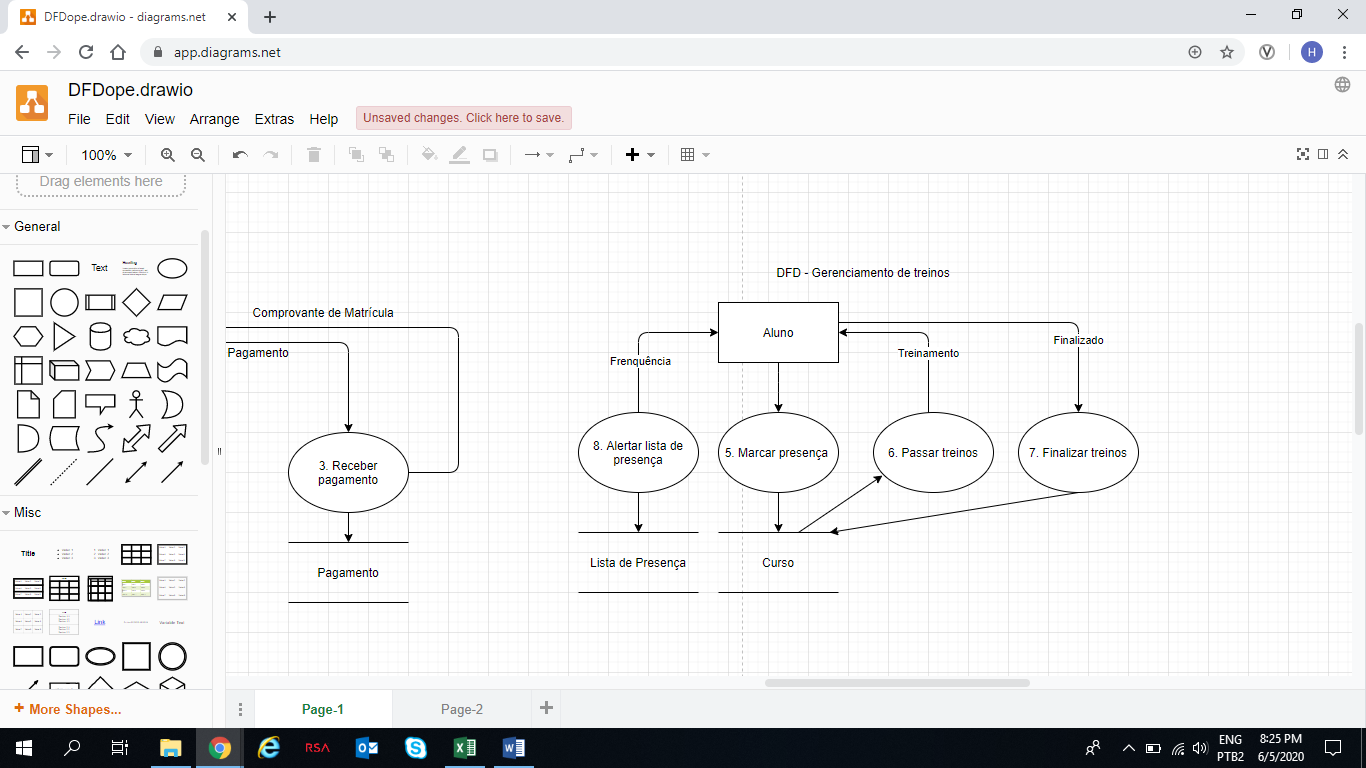 DFDope.drawio - diagrams.net
app.diagrams.net
H
DFDope.drawio
File Edit View Arrange Extras Help Unsaved changes. Click here to save.
100%
Drag elements here
General
Text
Heading
Misc
Title
Link
More Shapes...
Comprovante de Matrícula
Pagamento
3. Receber
pagamento
Pagamento
DFD - Gerenciamento de treinos
Aluno
Frenquência
Treinamento
Finalizado
8. Alertar lista de
presença
5. Marcar presença
6. Passar treinos
7. Finalizar treinos
Lista de Presença
Curso
Page-1 Page-2
RSA
ENG
PTB2
8:25 PM
6/5/2020